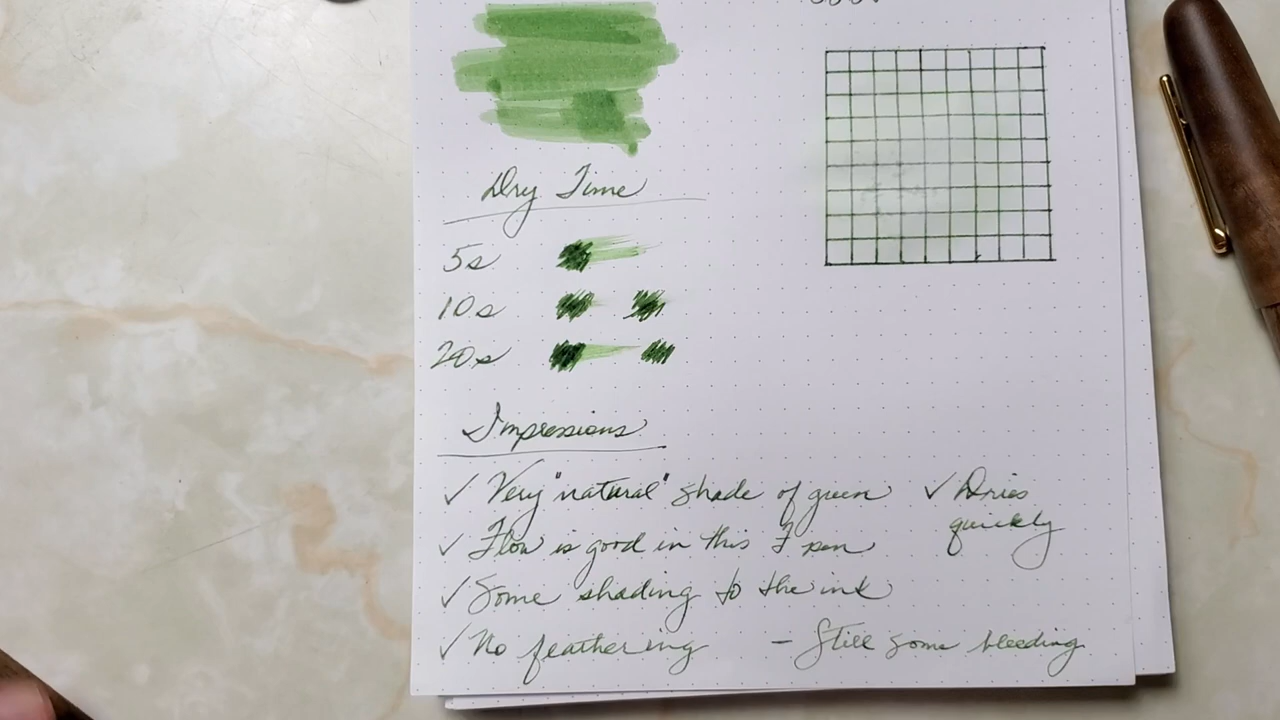 Dry Time
5s
10s
20s
Impressions
✓ Very "natural" shade of green ✓ Dries quickly
✓ Flow is good in this F pen
✓ Some shading to the ink
✓ No feathering - Still some bleeding